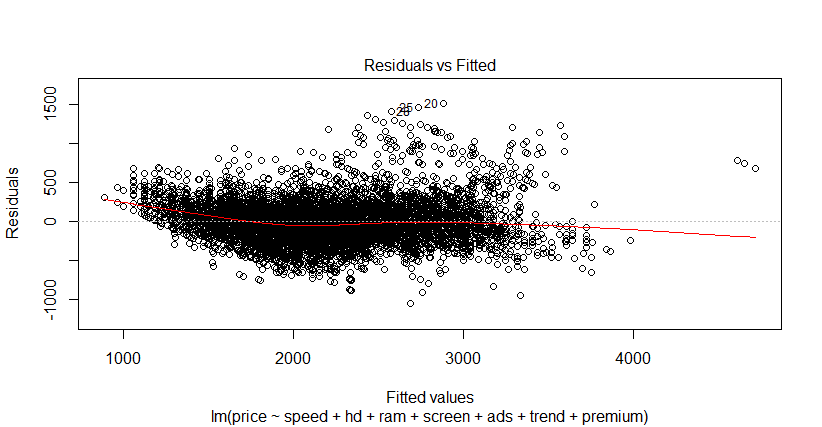 Residuals vs Fitted
1500
500
0
-1000
Residuals
25
20
26
1000 2000 3000 4000
Fitted values
lm(price ~ speed + hd + ram + screen + ads + trend + premium)